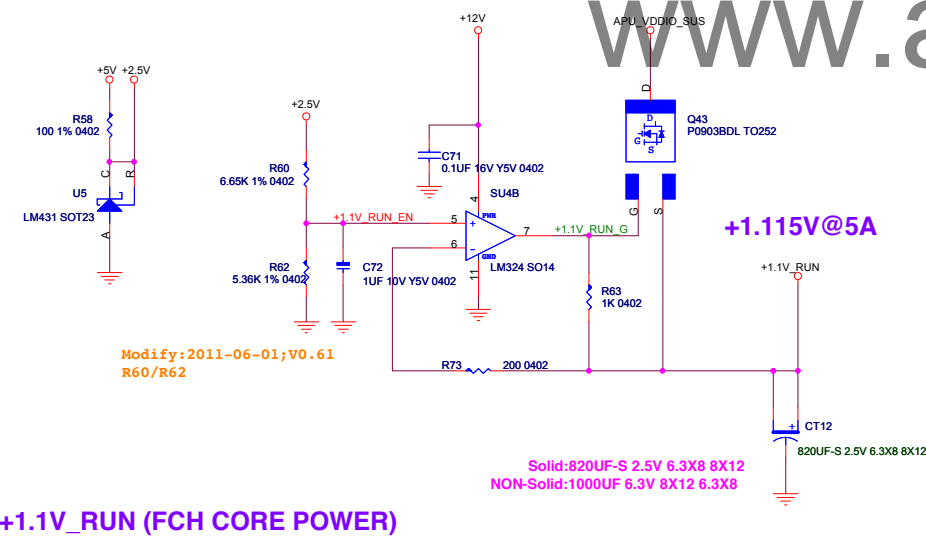 www.a
+12V
APU_VDDIO_SUS
+5V +2.5V
+2.5V
R58
100 1% 0402
D
Q43
P0903BDL TO252
D
G
S
C71
0.1UF 16V Y5V 0402
R60
6.65K 1% 0402
C R
U5
LM431 SOT23
A
SU4B
4
PWR
+1.1V_RUN_EN
5
+
6
-
7
+1.1V_RUN_G
GND
11
LM324 SO14
G S
+1.115V@5A
+1.1V_RUN
R62
5.36K 1% 0402
C72
1UF 10V Y5V 0402
R63
1K 0402
Modify:2011-06-01;V0.61
R60/R62
R73 200 0402
+
CT12
820UF-S 2.5V 6.3X8 8X12
Solid:820UF-S 2.5V 6.3X8 8X12
NON-Solid:1000UF 6.3V 8X12 6.3X8
+1.1V_RUN (FCH CORE POWER)